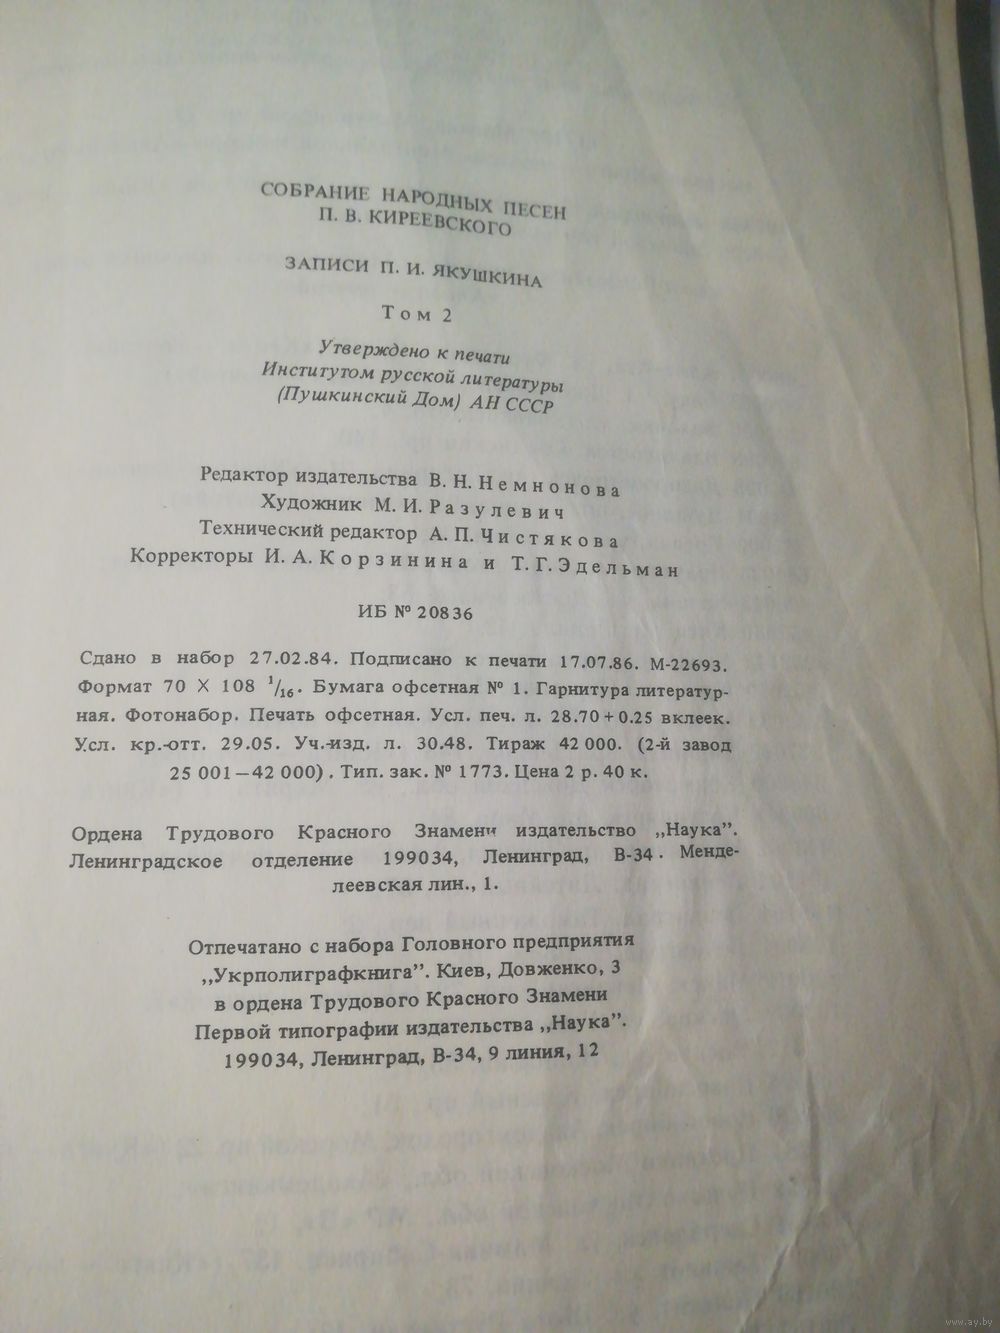 СОБРАНИЕ НАРОДНЫХ ПЕСЕН
П. В. КИРЕЕВСКОГО
ЗАПИСИ П. И. ЯКУШКИНА
Том 2
Утверждено к печати
Институтом русской литературы
(Пушкинский Дом) АН СССР
Редактор издательства В. Н. Немнонова
Художник М. И. Разулевич
Технический редактор А. П. Чистякова
Корректоры И. А. Корзинина и Т. Г. Эдельман
ИБ № 20836
Сдано в набор 27.02.84. Подписано к печати 17.07.86. М-22693.
Формат 70 X 108 1/16. Бумага офсетная № 1. Гарнитура литератур-
ная. Фотонабор. Печать офсетная. Усл. печ. л. 28.70+0.25 вклеек.
Усл. кр.-отт. 29.05. Уч.-изд. л. 30.48. Тираж 42 000. (2-й завод
25 001—42 000). Тип. зак. № 1773. Цена 2 р. 40 к.
Ордена Трудового Красного Знамени издательство „Наука”.
Ленинградское отделение 199034, Ленинград, В-34. Менде-
леевская лин., 1.
Отпечатано с набора Головного предприятия
„Укрполиграфкнига”. Киев, Довженко, 3
в ордена Трудового Красного Знамени
Первой типографии издательства „Наука”.
199034, Ленинград, В-34, 9 линия, 12
www.ay.by